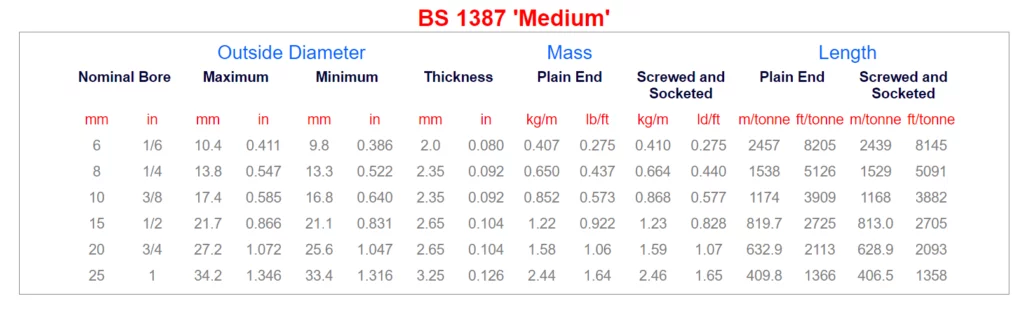 BS 1387 'Medium'
Outside Diameter Mass Length
Nominal Bore Maximum Minimum Thickness Plain End Screwed and Socketed Plain End Screwed and Socketed
mm in mm in mm in mm in kg/m lb/ft kg/m ld/ft m/tonne ft/tonne m/tonne ft/tonne
6 1/6 10.4 0.411 9.8 0.386 2.0 0.080 0.407 0.275 0.410 0.275 2457 8205 2439 8145
8 1/4 13.8 0.547 13.3 0.522 2.35 0.092 0.650 0.437 0.664 0.440 1538 5126 1529 5091
10 3/8 17.4 0.585 16.8 0.640 2.35 0.092 0.852 0.573 0.868 0.577 1174 3909 1168 3882
15 1/2 21.7 0.866 21.1 0.831 2.65 0.104 1.22 0.922 1.23 0.828 819.7 2725 813.0 2705
20 3/4 27.2 1.072 25.6 1.047 2.65 0.104 1.58 1.06 1.59 1.07 632.9 2113 628.9 2093
25 1 34.2 1.346 33.4 1.316 3.25 0.126 2.44 1.64 2.46 1.65 409.8 1366 406.5 1358